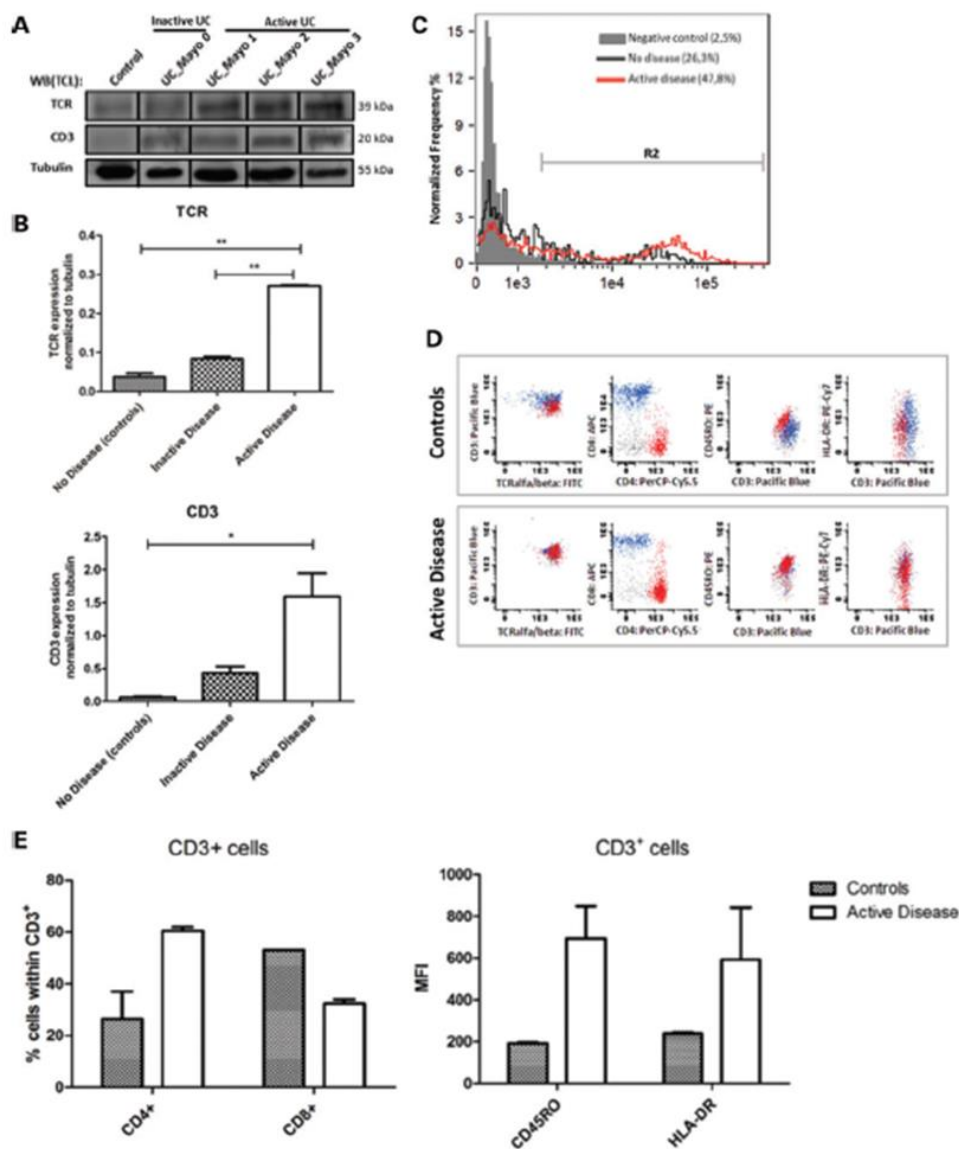 A
Inactive UC Active UC
Control UC_Mayo 0 UC_Mayo 1 UC_Mayo 2 UC_Mayo 3
WB(TCL):
TCR 39 kDa
CD3 20 kDa
Tubulin 55 kDa
B
TCR
TCR expression
normalized to tubulin
0.4
0.3
0.2
0.1
0.0
**
**
No Disease (controls) Inactive Disease Active Disease
CD3
CD3 expression
normalized to tubulin
2.5
2.0
1.5
1.0
0.5
0.0
*
No Disease (controls) Inactive Disease Active Disease
C
Normalized Frequency %
15
12
9
6
3
0
Negative control (2,5%)
No disease (26,3%)
Active disease (47,8%)
R2
0 1e3 1e4 1e5
D
Controls
CD3: Pacific Blue
TCRalfa/beta: FITC
CD8: APC
CD4: PerCP-Cy5.5
CD45RO: PE
CD3: Pacific Blue
HLA-DR: PE-Cy7
CD3: Pacific Blue
Active Disease
CD3: Pacific Blue
TCRalfa/beta: FITC
CD8: APC
CD4: PerCP-Cy5.5
CD45RO: PE
CD3: Pacific Blue
HLA-DR: PE-Cy7
CD3: Pacific Blue
E
CD3+ cells
% cells within CD3+
80
60
40
20
0
CD4+ CD8+
CD3+ cells
MFI
1000
800
600
400
200
0
CD45RO HLA-DR
Controls
Active Disease